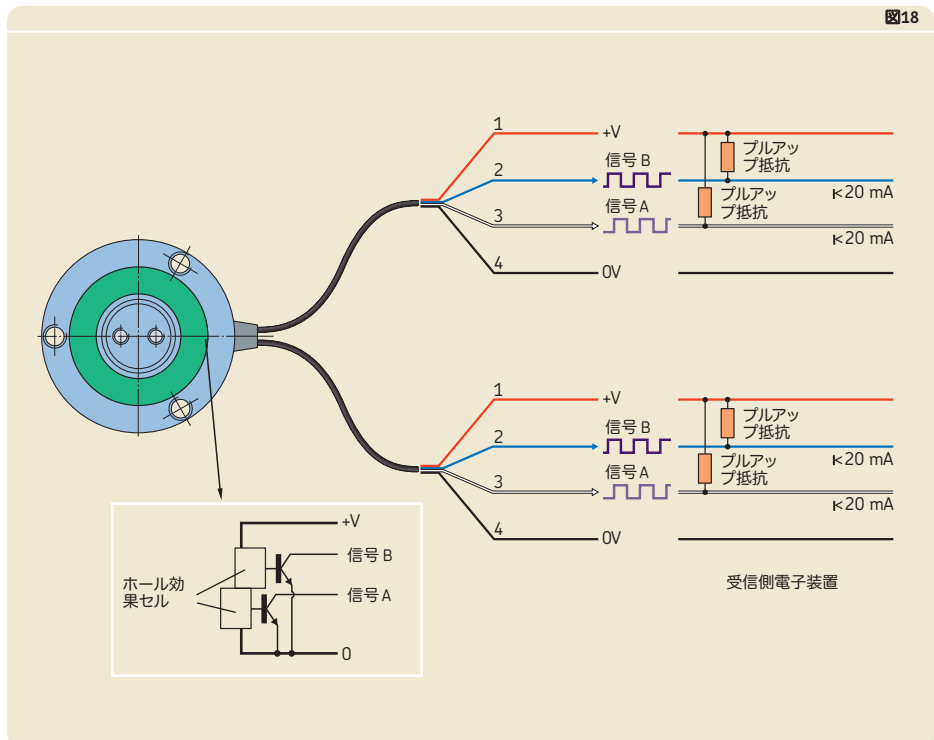 図18
1
+V
プルアッ
プ抵抗
2
信号 B
I<20 mA
3
信号 A
プルアッ
プ抵抗
I<20 mA
4
0V
1
+V
プルアッ
プ抵抗
2
信号 B
I<20 mA
3
信号 A
プルアッ
プ抵抗
I<20 mA
4
0V
受信側電子装置
+V
信号 B
ホール効
果セル
信号 A
0